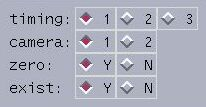 timing: 1 2 3
camera: 1 2
zero: Y N
exist: Y N